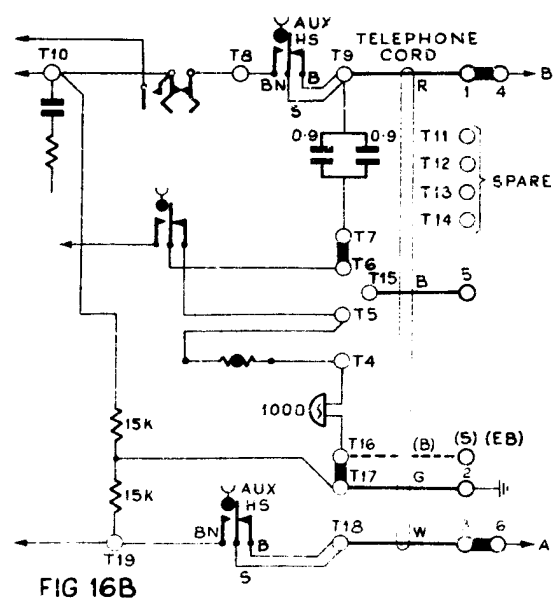 AUX
HS
TELEPHONE
CORD
T10
T8
T9
BN
B
S
R
1
4
B
0.9
0.9
T11
T12
T13
T14
SPARE
T7
T6
T15
B
5
T5
T4
1000
15K
T16
(B)
(5) (EB)
T17
G
2
15K
AUX
HS
BN
B
S
T18
W
3
6
A
T19
FIG 16B